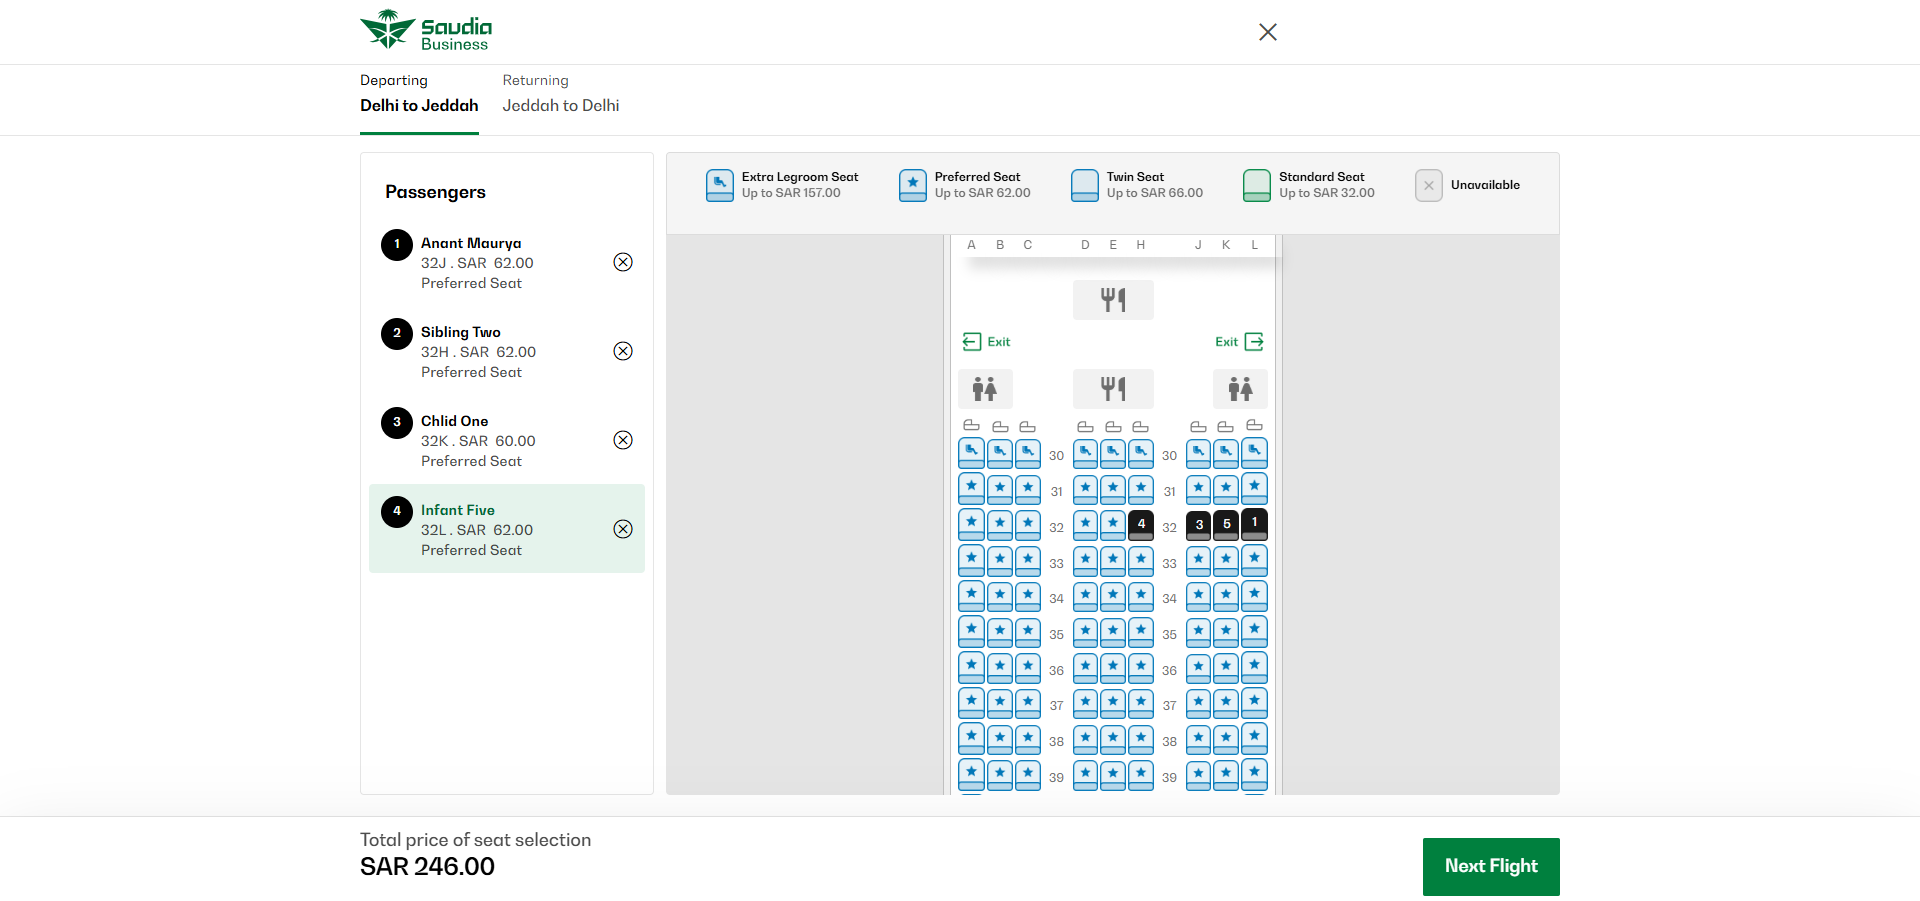 Saudia
Business
Departing
Delhi to Jeddah
Returning
Jeddah to Delhi
Passengers
1
Anant Maurya
32J . SAR 62.00
Preferred Seat
2
Sibling Two
32H . SAR 62.00
Preferred Seat
3
Chlid One
32K . SAR 60.00
Preferred Seat
4
Infant Five
32L . SAR 62.00
Preferred Seat
Extra Legroom Seat
Up to SAR 157.00
Preferred Seat
Up to SAR 62.00
Twin Seat
Up to SAR 66.00
Standard Seat
Up to SAR 32.00
Unavailable
A B C D E H J K L
Exit Exit
30 30
31 31
32 4 32 3 5 1
33 33
34 34
35 35
36 36
37 37
38 38
39 39
Total price of seat selection
SAR 246.00
Next Flight